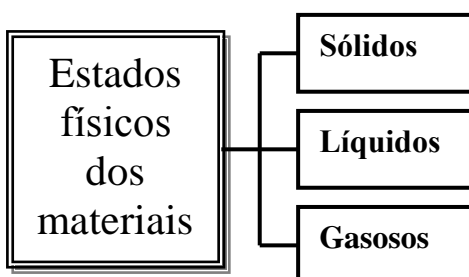 Estados
físicos
dos
materiais
Sólidos
Líquidos
Gasosos